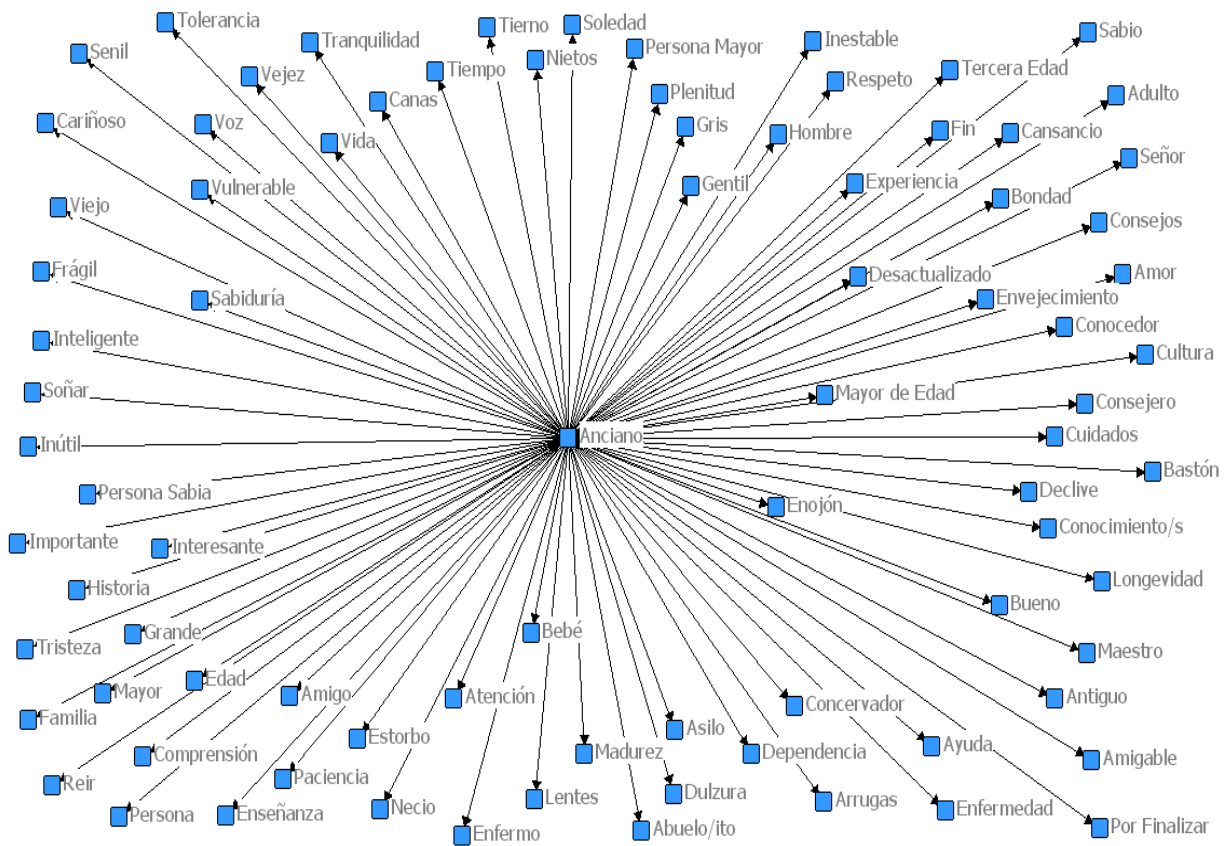 Tolerancia
Tierno
Soledad
Sabio
Senil
Tranquilidad
Persona Mayor
Inestable
Nietos
Tiempo
Tercera Edad
Vejez
Respeto
Adulto
Canas
Plenitud
Cariñoso
Voz
Gris
Hombre
Fin
Cansancio
Vida
Señor
Vulnerable
Gentil
Experiencia
Bondad
Viejo
Consejos
Frágil
Desactualizado
Amor
Sabiduría
Envejecimiento
Conocedor
Inteligente
Cultura
Soñar
Mayor de Edad
Consejero
Inútil
Anciano
Cuidados
Bastón
Persona Sabia
Declive
Enojón
Conocimiento/s
Importante
Interesante
Historia
Longevidad
Bueno
Grande
Bebé
Tristeza
Maestro
Edad
Mayor
Amigo
Atención
Antiguo
Familia
Concervador
Asilo
Estorbo
Ayuda
Comprensión
Madurez
Dependencia
Amigable
Reir
Paciencia
Dulzura
Lentes
Arrugas
Persona
Enseñanza
Necio
Enfermedad
Enfermo
Abuelo/ito
Por Finalizar